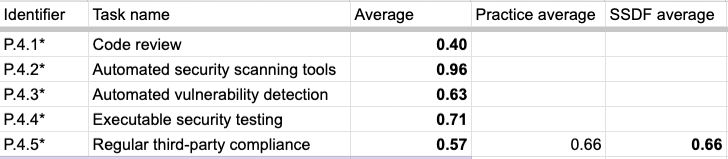 Identifier Task name Average Practice average SSDF average
P.4.1* Code review 0.40
P.4.2* Automated security scanning tools 0.96
P.4.3* Automated vulnerability detection 0.63
P.4.4* Executable security testing 0.71
P.4.5* Regular third-party compliance 0.57 0.66 0.66